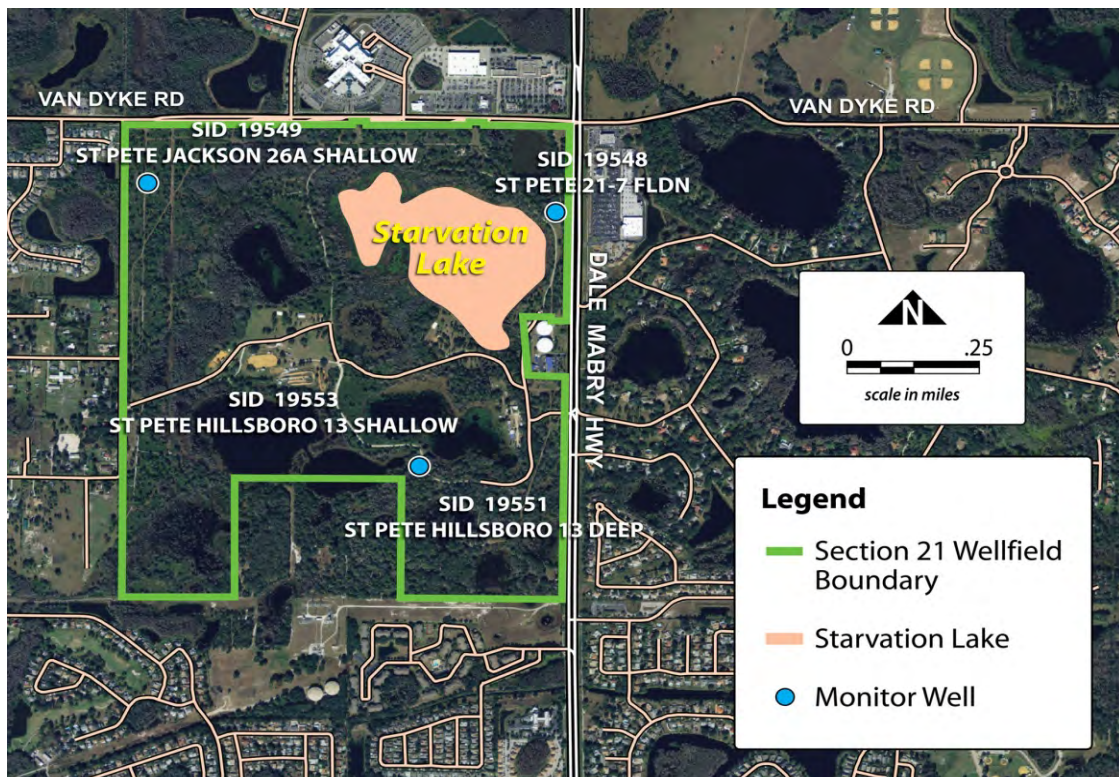 VAN DYKE RD
VAN DYKE RD
SID 19549
ST PETE JACKSON 26A SHALLOW
SID 19548
ST PETE 21-7 FLDN
Starvation
Lake
DALE MABRY HWY
N
0 .25
scale in miles
SID 19553
ST PETE HILLSBORO 13 SHALLOW
SID 19551
ST PETE HILLSBORO 13 DEEP
Legend
Section 21 Wellfield
Boundary
Starvation Lake
Monitor Well